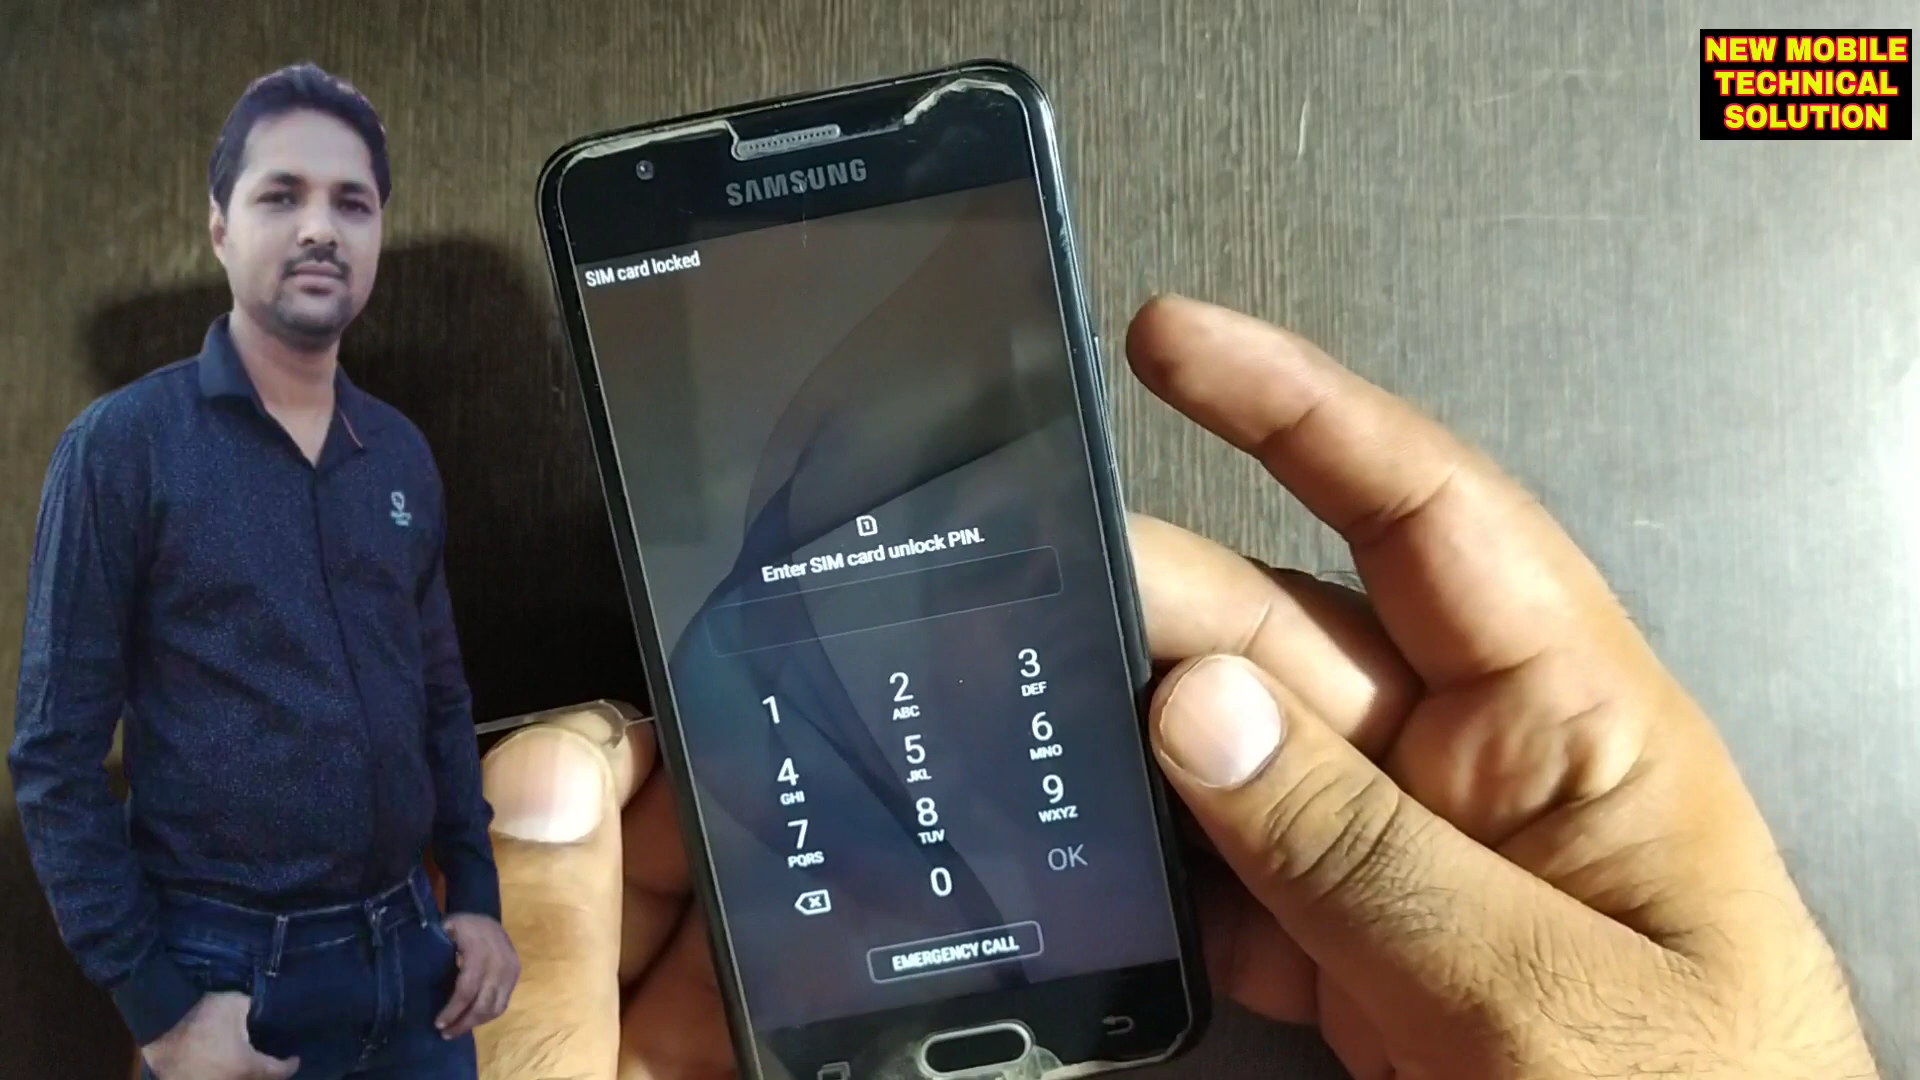 NEW MOBILE
TECHNICAL
SOLUTION
SAMSUNG
SIM card locked
1
Enter SIM card unlock PIN.
1
2
ABC
3
DEF
4
GHI
5
JKL
6
MNO
7
PQRS
8
TUV
9
WXYZ
0
OK
EMERGENCY CALL